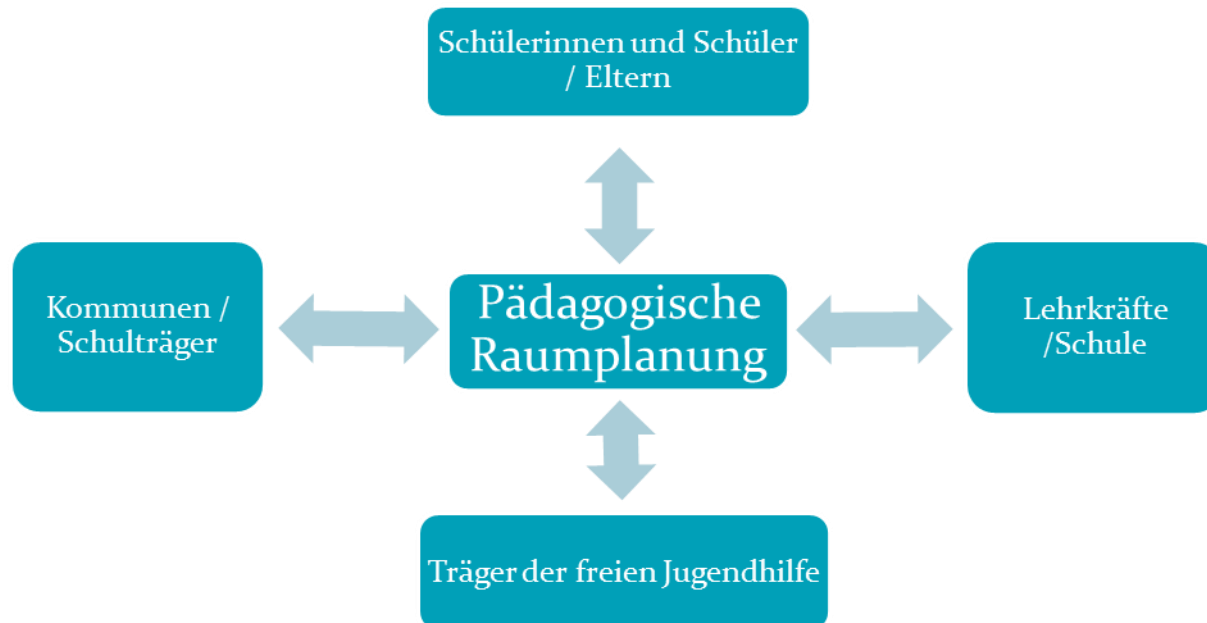 Schülerinnen und Schüler
/ Eltern
Kommunen /
Schulträger
Pädagogische
Raumplanung
Lehrkräfte
/Schule
Träger der freien Jugendhilfe